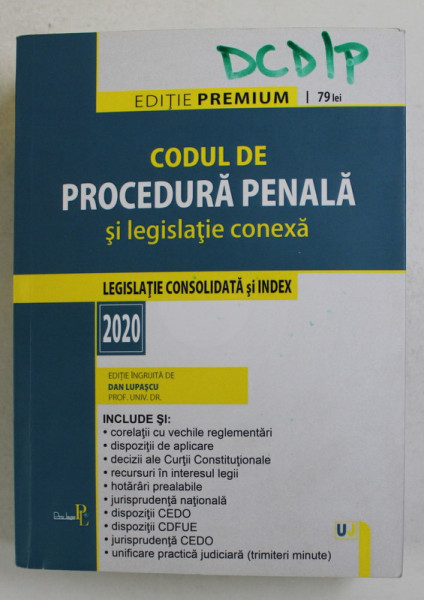 DCD/P
EDIȚIE PREMIUM | 79 lei
CODUL DE
PROCEDURĂ PENALĂ
și legislație conexă
LEGISLAȚIE CONSOLIDATĂ și INDEX
2020
EDIȚIE ÎNGRIJITĂ DE
DAN LUPAȘCU
PROF. UNIV. DR.
INCLUDE ȘI:
• corelații cu vechile reglementări
• dispoziții de aplicare
• decizii ale Curții Constituționale
• recursuri în interesul legii
• hotărâri prealabile
• jurisprudență națională
• dispoziții CEDO
• dispoziții CDFUE
• jurisprudență CEDO
• unificare practică judiciară (trimiteri minute)
Pro Lege PL
UJ